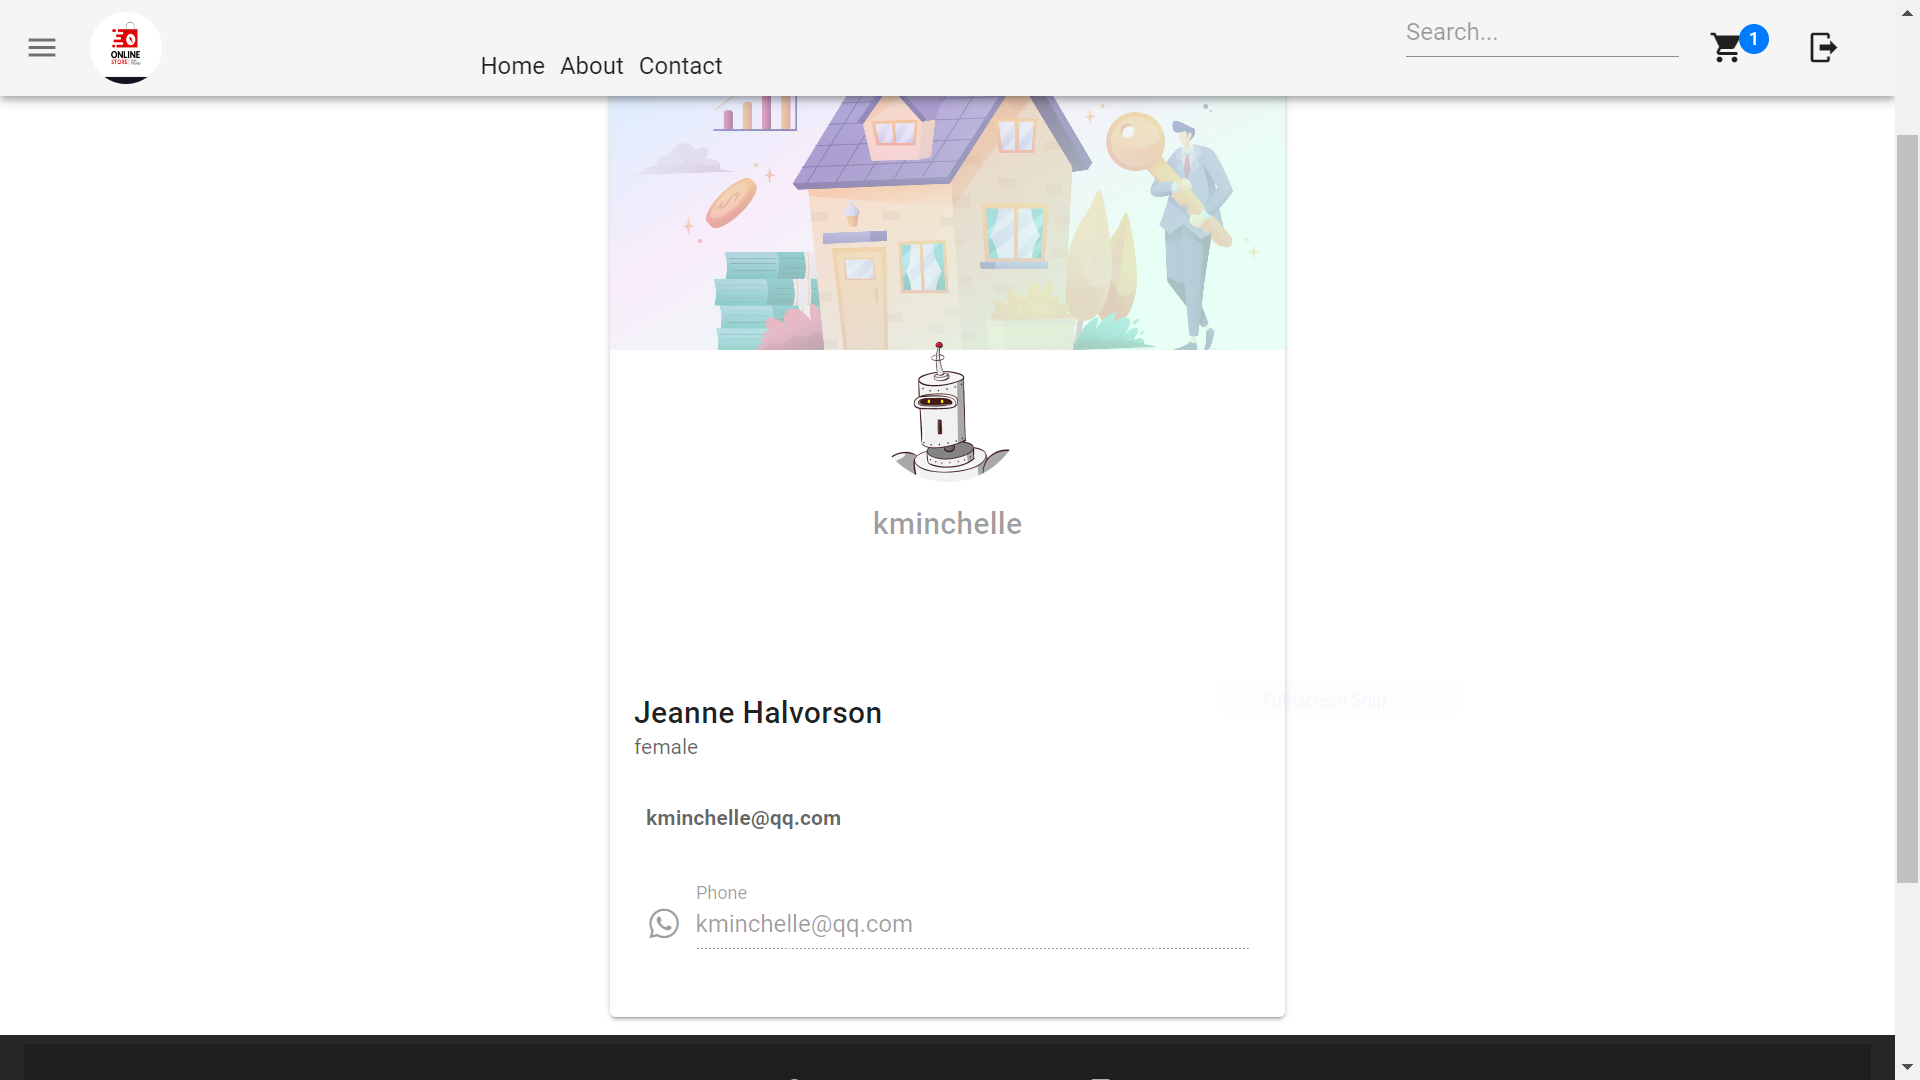 ONLINE
STORE
Home About Contact
Search...
1
kminchelle
Jeanne Halvorson
female
Full-screen Snip
kminchelle@qq.com
Phone
kminchelle@qq.com